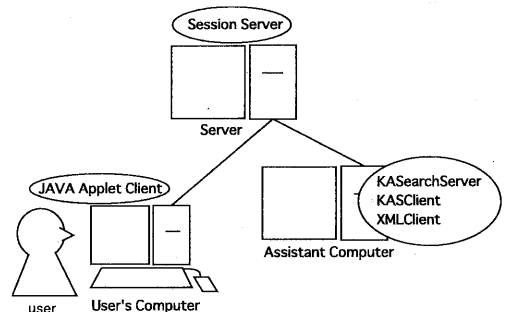 Session Server
Server
JAVA Applet Client
KASearchServer
KASClient
XMLClient
Assistant Computer
user
User's Computer